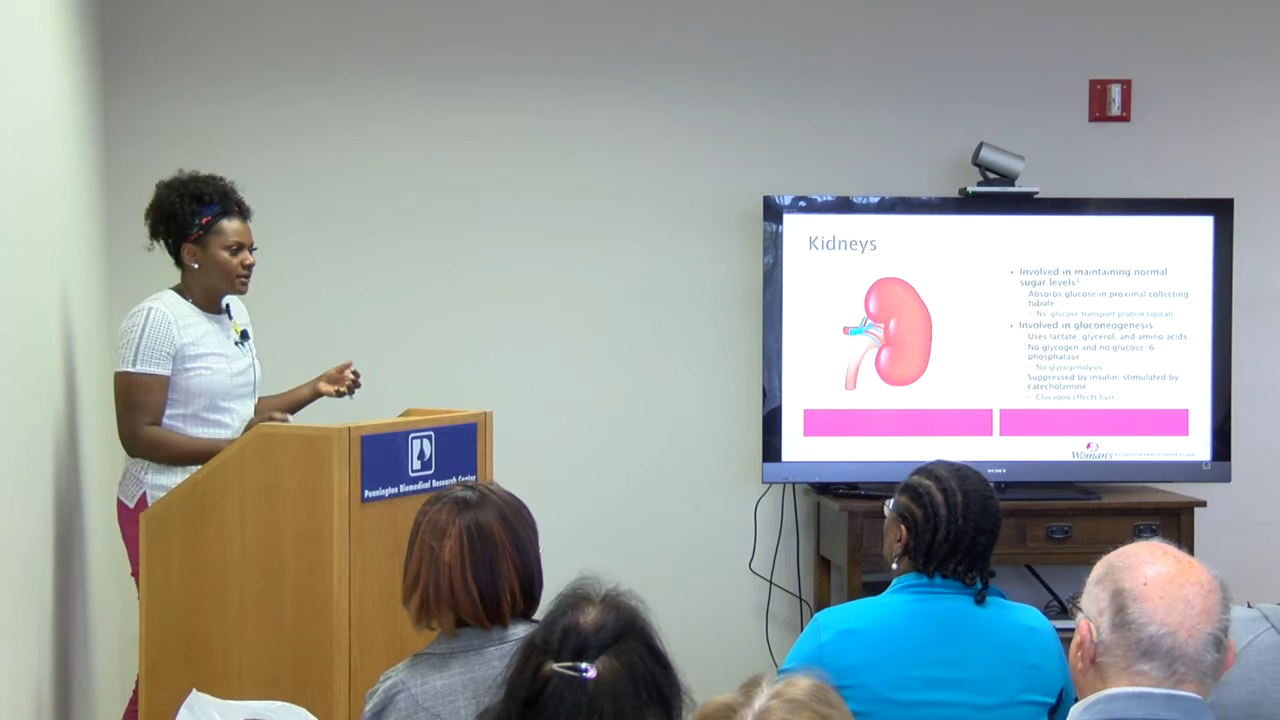 Kidneys
Involved in maintaining normal
sugar levels
Absorbs glucose in proximal collecting
tubule
glucose transport protein (apical)
Involved in gluconeogenesis
Uses lactate, glycerol, and amino acids
No glycogen and no glucose-6
phosphatase
No glycogenolysis
Suppressed by insulin, stimulated by
catecholamine
Glucagon effects liver
Woman's
SONY
Pennington Biomedical Research Center